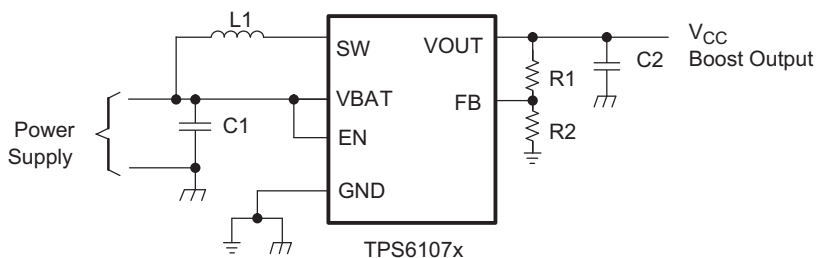 L1
SW
VOUT
VCC
Boost Output
C2
R1
VBAT
FB
C1
R2
EN
Power
Supply
GND
TPS6107x